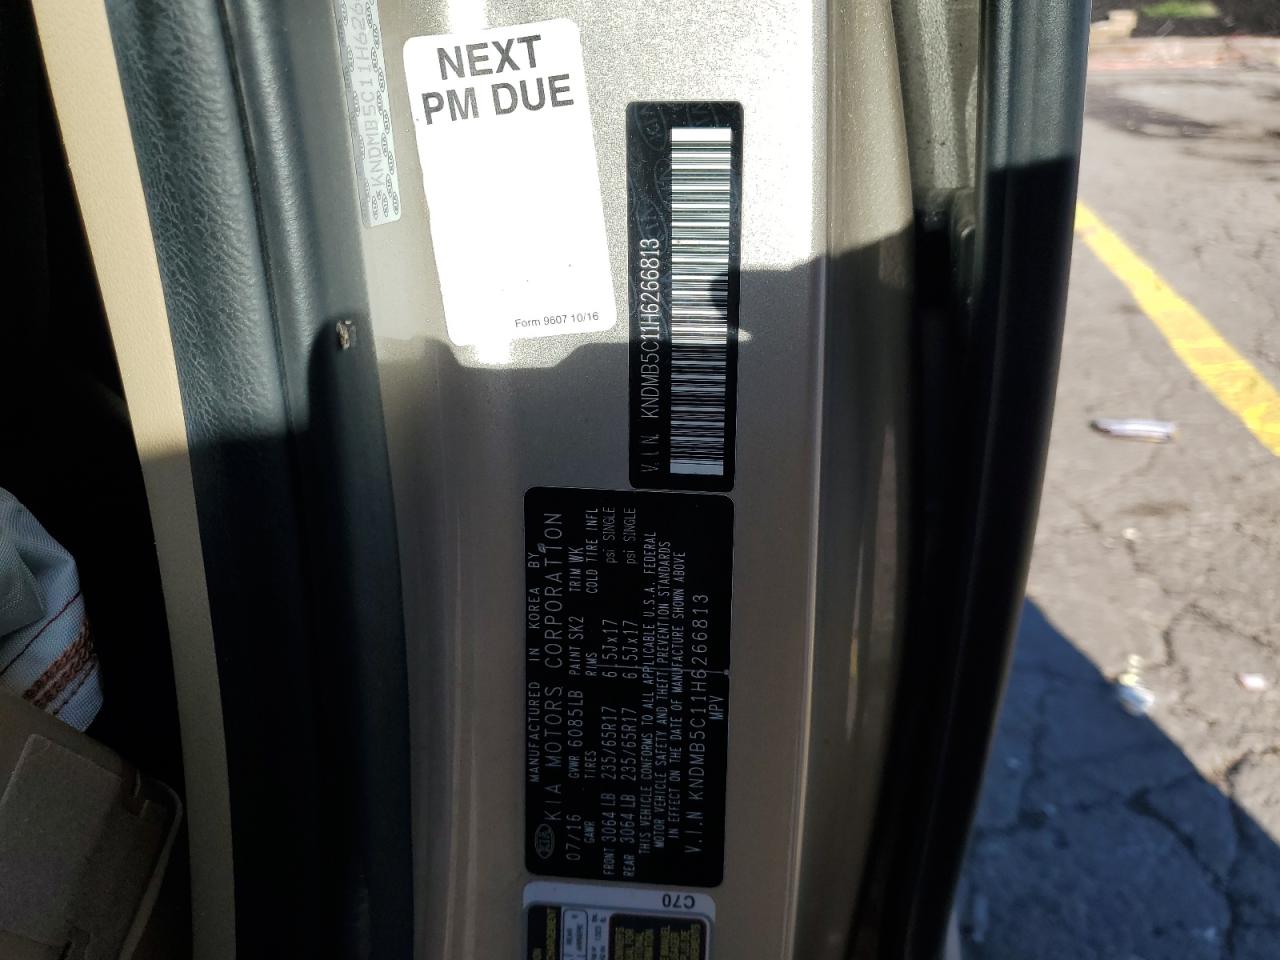 KNDMB5C11H626
NEXT
PM DUE
Form 9607 10/16
V.I.N. KNDMB5C11H6266813
KIA MANUFACTURED IN KOREA BY
KIA MOTORS CORPORATION
07/16 GVWR 6085LB PAINT SK2 TRIM WK
GAWR TIRES RIMS COLD TIRE INFL
FRONT 3064 LB 235/65R17 6.5Jx17 psi SINGLE
REAR 3064 LB 235/65R17 6.5Jx17 psi SINGLE
THIS VEHICLE CONFORMS TO ALL APPLICABLE U.S.A. FEDERAL
MOTOR VEHICLE SAFETY AND THEFT PREVENTION STANDARDS
IN EFFECT ON THE DATE OF MANUFACTURE SHOWN ABOVE
V.I.N KNDMB5C11H6266813
MPV
C70